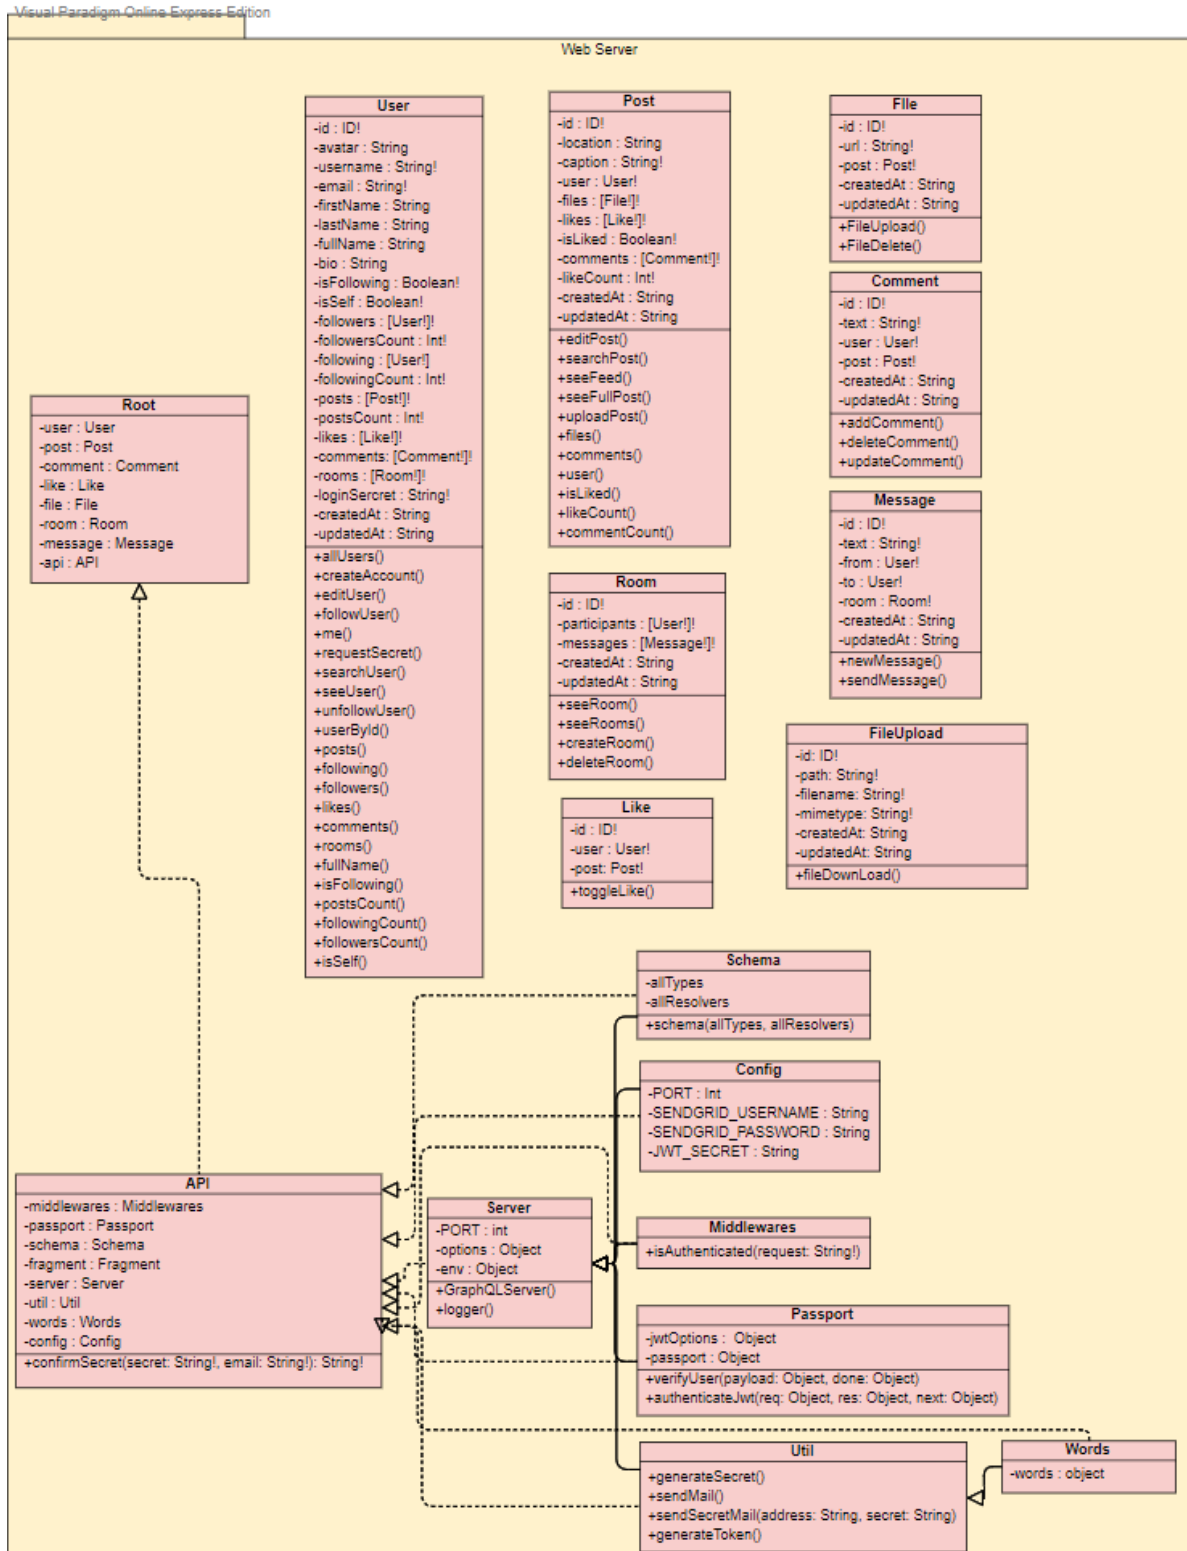 Visual Paradigm Online Express Edition
Web Server
User
-id : ID!
-avatar : String
-username : String!
-email : String!
-firstName : String
-lastName : String
-fullName : String
-bio : String
-isFollowing : Boolean!
-isSelf : Boolean!
-followers : [User!]!
-followersCount : Int!
-following : [User!]
-followingCount : Int!
-posts : [Post!]!
-postsCount : Int!
-likes : [Like!]!
-comments: [Comment!]!
-rooms : [Room!]!
-loginSercret : String!
-createdAt : String
-updatedAt : String
+allUsers()
+createAccount()
+editUser()
+followUser()
+me()
+requestSecret()
+searchUser()
+seeUser()
+unfollowUser()
+userById()
+posts()
+following()
+followers()
+likes()
+comments()
+rooms()
+fullName()
+isFollowing()
+postsCount()
+followingCount()
+followersCount()
+isSelf()
Post
-id : ID!
-location : String
-caption : String!
-user : User!
-files : [File!]!
-likes : [Like!]!
-isLiked : Boolean!
-comments : [Comment!]!
-likeCount : Int!
-createdAt : String
-updatedAt : String
+editPost()
+searchPost()
+seeFeed()
+seeFullPost()
+uploadPost()
+files()
+comments()
+user()
+isLiked()
+likeCount()
+commentCount()
FIle
-id : ID!
-url : String!
-post : Post!
-createdAt : String
-updatedAt : String
+FileUpload()
+FileDelete()
Comment
-id : ID!
-text : String!
-user : User!
-post : Post!
-createdAt : String
-updatedAt : String
+addComment()
+deleteComment()
+updateComment()
Root
-user : User
-post : Post
-comment : Comment
-like : Like
-file : File
-room : Room
-message : Message
-api : API
Message
-id : ID!
-text : String!
-from : User!
-to : User!
-room : Room!
-createdAt : String
-updatedAt : String
+newMessage()
+sendMessage()
Room
-id : ID!
-participants : [User!]!
-messages : [Message!]!
-createdAt : String
-updatedAt : String
+seeRoom()
+seeRooms()
+createRoom()
+deleteRoom()
FileUpload
-id: ID!
-path: String!
-filename: String!
-mimetype: String!
-createdAt: String
-updatedAt: String
+fileDownLoad()
Like
-id : ID!
-user : User!
-post: Post!
+toggleLike()
Schema
-allTypes
-allResolvers
+schema(allTypes, allResolvers)
Config
-PORT : Int
-SENDGRID_USERNAME : String
-SENDGRID_PASSWORD : String
-JWT_SECRET : String
API
-middlewares : Middlewares
-passport : Passport
-schema : Schema
-fragment : Fragment
-server : Server
-util : Util
-words : Words
-config : Config
+confirmSecret(secret: String!, email: String!): String!
Server
-PORT : int
-options : Object
-env : Object
+GraphQLServer()
+logger()
Middlewares
+isAuthenticated(request: String!)
Passport
-jwtOptions : Object
-passport : Object
+verifyUser(payload: Object, done: Object)
+authenticateJwt(req: Object, res: Object, next: Object)
Util
+generateSecret()
+sendMail()
+sendSecretMail(address: String, secret: String)
+generateToken()
Words
-words : object